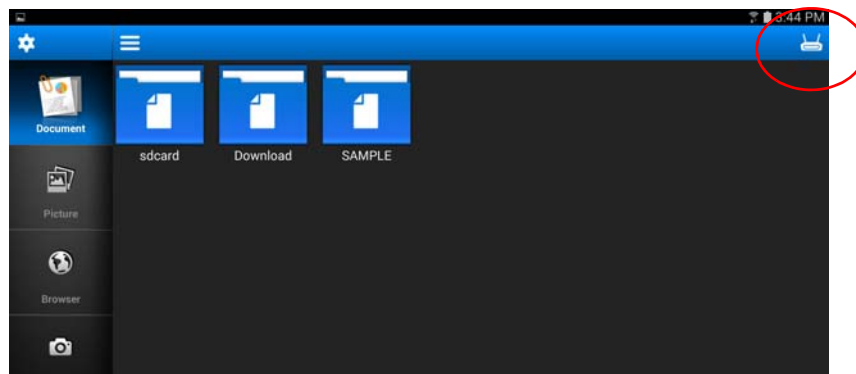 3:44 PM
Document
sdcard
Download
SAMPLE
Picture
Browser